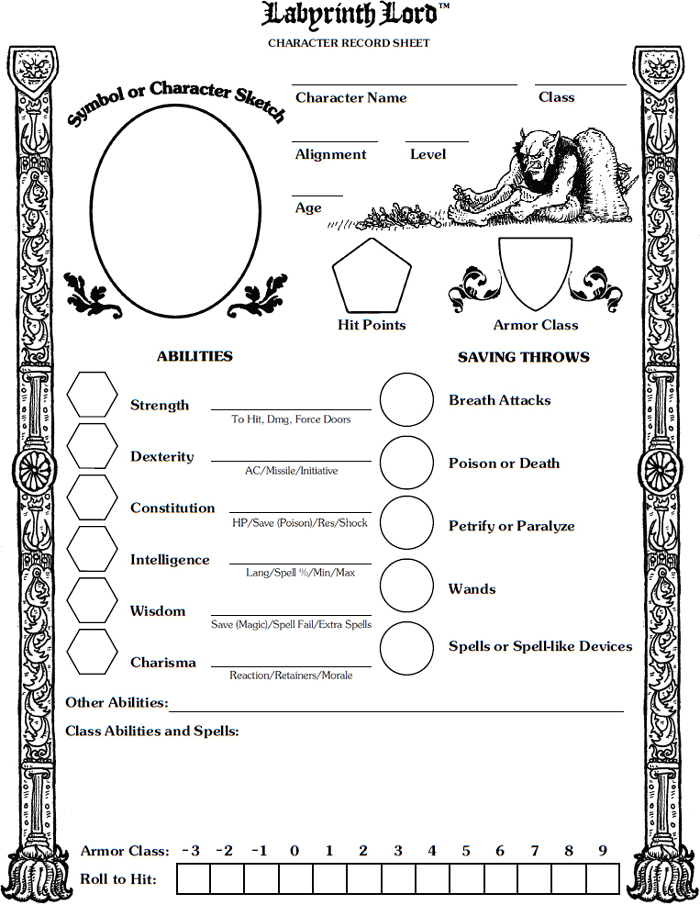 Labyrinth Lord™
CHARACTER RECORD SHEET
Symbol or Character Sketch
Character Name
Class
Alignment
Level
Age
Hit Points
Armor Class
ABILITIES
SAVING THROWS
Strength
To Hit, Dmg, Force Doors
Breath Attacks
Dexterity
AC/Missile/Initiative
Poison or Death
Constitution
HP/Save (Poison)/Res/Shock
Petrify or Paralyze
Intelligence
Lang/Spell %/Min/Max
Wands
Wisdom
Save (Magic)/Spell Fail/Extra Spells
Spells or Spell-like Devices
Charisma
Reaction/Retainers/Morale
Other Abilities:
Class Abilities and Spells:
Armor Class: -3 -2 -1 0 1 2 3 4 5 6 7 8 9
Roll to Hit: